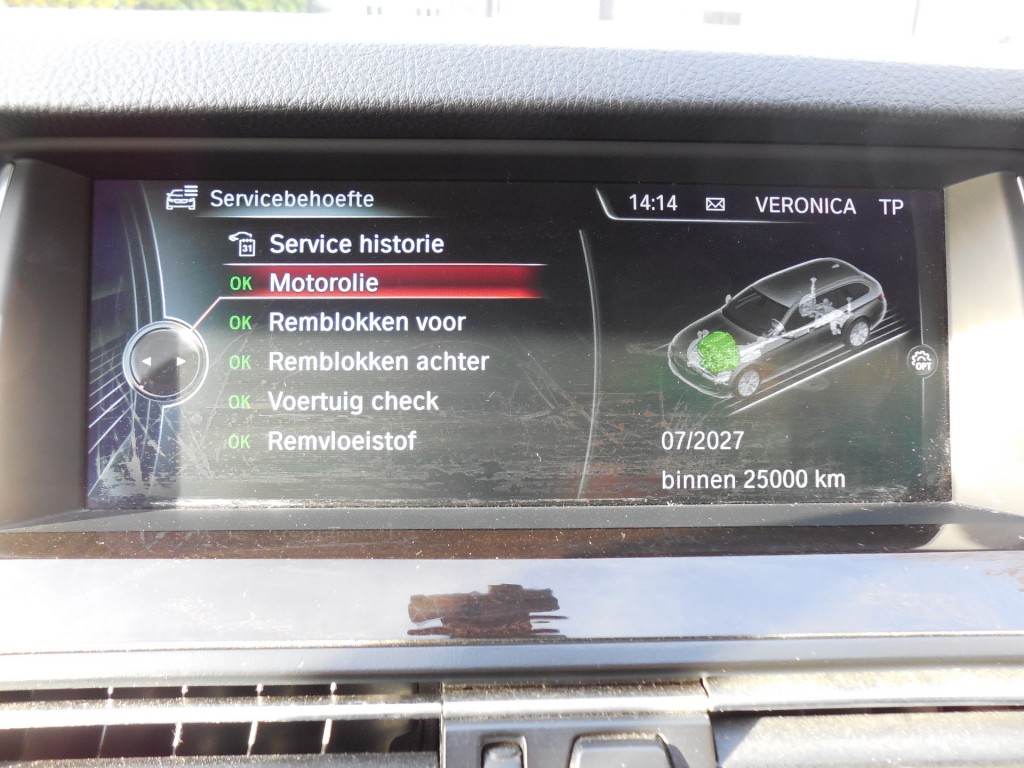 Servicebehoefte
14:14 VERONICA TP
31 Service historie
OK Motorolie
OK Remblokken voor
OK Remblokken achter
OK Voertuig check
OK Remvloeistof
OPT
07/2027
binnen 25000 km